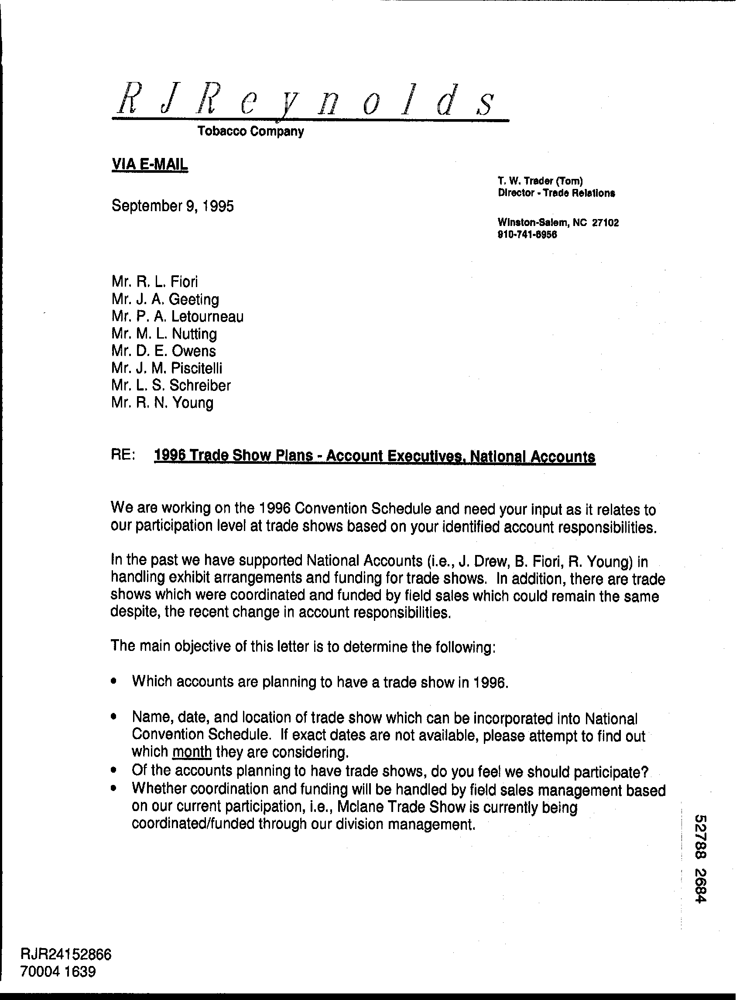 RJReynolds
Tobacco Company
VIA E-MAIL
T. W. Trader (Tom)
Director - Trade Relations
September 9, 1995
Winston-Salem, NC 27102
910-741-6956
Mr. R. L. Fiori
Mr. J. A. Geeting
Mr. P. A. Letourneau
Mr. M. L. Nutting
Mr. D. E. Owens
Mr. J. M. Piscitelli
Mr. L. S. Schreiber
Mr. R. N. Young
RE: 1996 Trade Show Plans - Account Executives, National Accounts
We are working on the 1996 Convention Schedule and need your input as it relates to
our participation level at trade shows based on your identified account responsibilities.
In the past we have supported National Accounts (i.e., J. Drew, B. Fiori, R. Young) in
handling exhibit arrangements and funding for trade shows. In addition, there are trade
shows which were coordinated and funded by field sales which could remain the same
despite, the recent change in account responsibilities.
The main objective of this letter is to determine the following:
• Which accounts are planning to have a trade show in 1996.
• Name, date, and location of trade show which can be incorporated into National
Convention Schedule. If exact dates are not available, please attempt to find out
which month they are considering.
• Of the accounts planning to have trade shows, do you feel we should participate?
• Whether coordination and funding will be handled by field sales management based
on our current participation, i.e., Mclane Trade Show is currently being
coordinated/funded through our division management.
52788 2684
RJR24152866
70004 1639